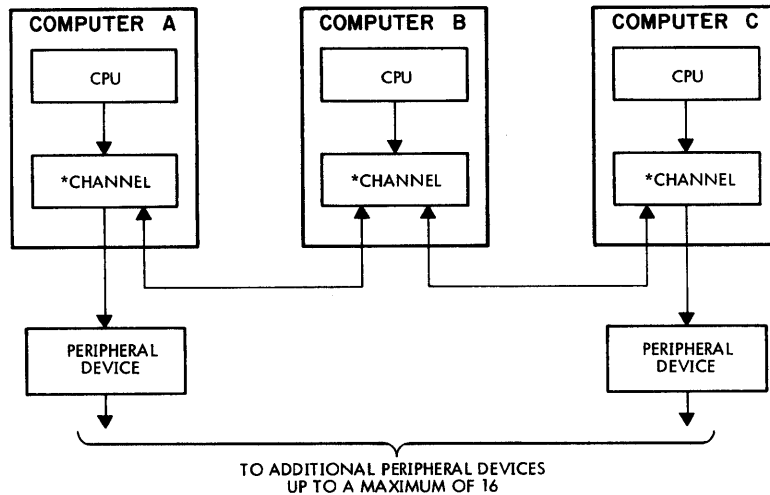 COMPUTER A
COMPUTER B
COMPUTER C
CPU
CPU
CPU
*CHANNEL
*CHANNEL
*CHANNEL
PERIPHERAL
DEVICE
PERIPHERAL
DEVICE
TO ADDITIONAL PERIPHERAL DEVICES
UP TO A MAXIMUM OF 16